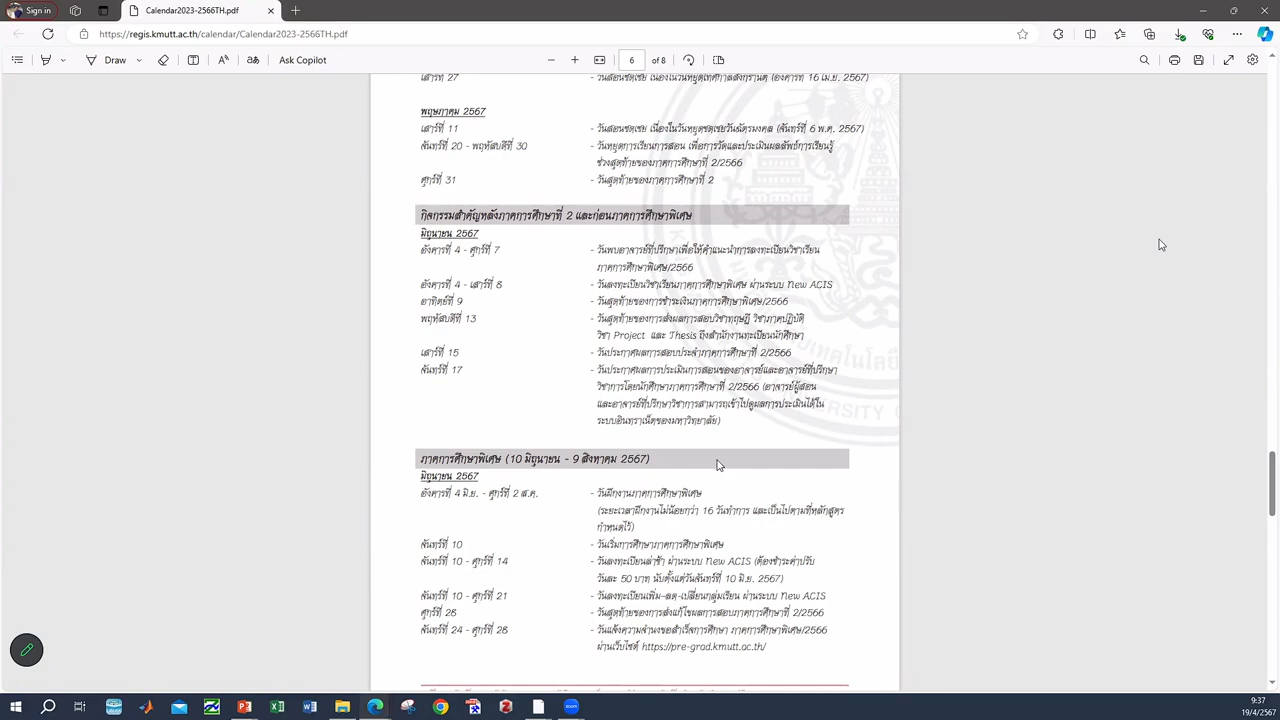 Sign in
Calendar2023-2566TH.pdf
https://regis.kmutt.ac.th/calendar/Calendar2023-2566TH.pdf
Draw
Ask Copilot
6 of 8
เสาร์ที่ 27 - วันสอนชดเชย เนื่องในวันหยุดเทศกาลสงกรานต์ (อังคารที่ 16 เม.ย. 2567)
พฤษภาคม 2567
เสาร์ที่ 11 - วันสอนชดเชย เนื่องในวันหยุดชดเชยวันฉัตรมงคล (จันทร์ที่ 6 พ.ค. 2567)
จันทร์ที่ 20 - พฤหัสบดีที่ 30 - วันหยุดการเรียนการสอน เพื่อการวัดและประเมินผลลัพธ์การเรียนรู้
ช่วงสุดท้ายของภาคการศึกษาที่ 2/2566
ศุกร์ที่ 31 - วันสุดท้ายของภาคการศึกษาที่ 2
กิจกรรมสำคัญหลังภาคการศึกษาที่ 2 และก่อนภาคการศึกษาพิเศษ
มิถุนายน 2567
อังคารที่ 4 - ศุกร์ที่ 7 - วันพบอาจารย์ที่ปรึกษาเพื่อให้คำแนะนำการลงทะเบียนวิชาเรียน
ภาคการศึกษาพิเศษ/2566
อังคารที่ 4 - เสาร์ที่ 8 - วันลงทะเบียนวิชาเรียนภาคการศึกษาพิเศษ ผ่านระบบ New ACIS
อาทิตย์ที่ 9 - วันสุดท้ายของการชำระเงินภาคการศึกษาพิเศษ/2566
พฤหัสบดีที่ 13 - วันสุดท้ายของการส่งผลการสอบวิชาทฤษฎี วิชาภาคปฏิบัติ
วิชา Project และ Thesis ถึงสำนักงานทะเบียนนักศึกษา
เสาร์ที่ 15 - วันประกาศผลการสอบประจำภาคการศึกษาที่ 2/2566
จันทร์ที่ 17 - วันประกาศผลการประเมินการสอนของอาจารย์และอาจารย์ที่ปรึกษา
วิชาการโดยนักศึกษาภาคการศึกษาที่ 2/2566 (อาจารย์ผู้สอน
และอาจารย์ที่ปรึกษาวิชาการสามารถเข้าไปดูผลการประเมินได้ใน
ระบบอินทราเน็ตของมหาวิทยาลัย)
ภาคการศึกษาพิเศษ (10 มิถุนายน - 9 สิงหาคม 2567)
มิถุนายน 2567
อังคารที่ 4 มิ.ย. - ศุกร์ที่ 2 ส.ค. - วันฝึกงานภาคการศึกษาพิเศษ
(ระยะเวลาฝึกงานไม่น้อยกว่า 16 วันทำการ และเป็นไปตามที่หลักสูตร
กำหนดไว้)
จันทร์ที่ 10 - วันเริ่มการศึกษาภาคการศึกษาพิเศษ
จันทร์ที่ 10 - ศุกร์ที่ 14 - วันลงทะเบียนล่าช้า ผ่านระบบ New ACIS (ต้องชำระค่าปรับ
วันละ 50 บาท นับตั้งแต่วันจันทร์ที่ 10 มิ.ย. 2567)
จันทร์ที่ 10 - ศุกร์ที่ 21 - วันลงทะเบียนเพิ่ม-ลด-เปลี่ยนกลุ่มเรียน ผ่านระบบ New ACIS
ศุกร์ที่ 28 - วันสุดท้ายของการส่งแก้ไขผลการสอบภาคการศึกษาที่ 2/2566
จันทร์ที่ 24 - ศุกร์ที่ 28 - วันแจ้งความจำนงขอสำเร็จการศึกษา ภาคการศึกษาพิเศษ/2566
ผ่านเว็บไซต์ https://pre-grad.kmutt.ac.th/
9:37
19/4/2567